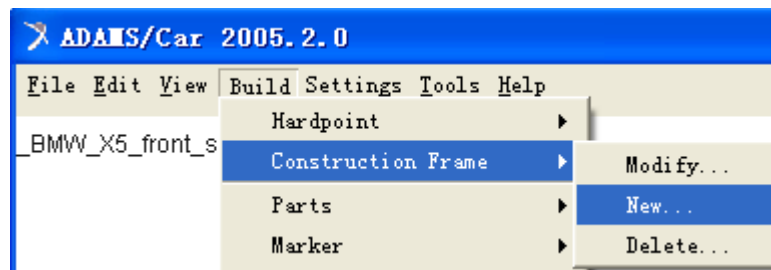 ADAMS/Car 2005.2.0
File Edit View Build Settings Tools Help
_BMW_X5_front_s
Hardpoint
Construction Frame
Modify...
Parts
New...
Marker
Delete...